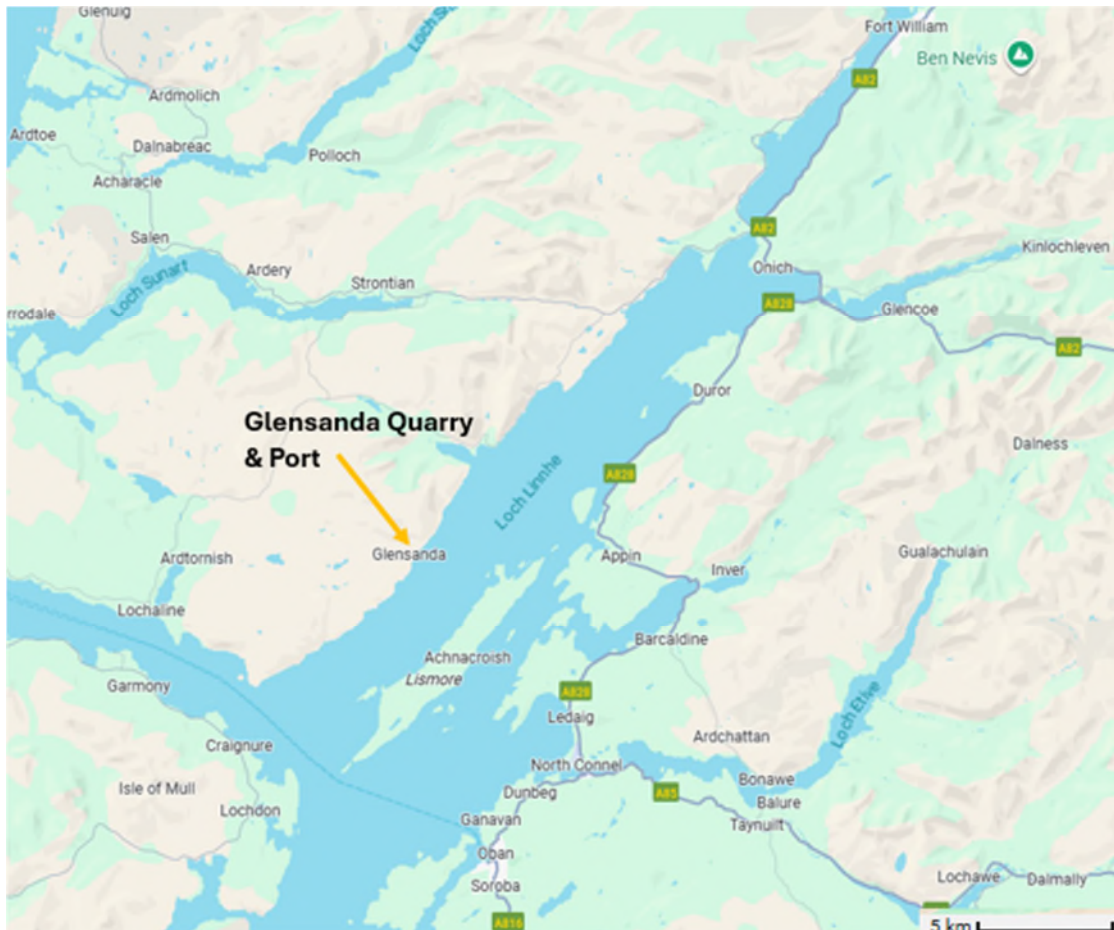 Glenuig
Loch
Fort William
Ben Nevis
A82
Ardmolich
Ardtoe
Dalnabreac
Polloch
Acharacle
Salen
A82
Kinlochleven
Ardery
Onich
Strontian
Loch Sunart
A828
Glencoe
rrodale
A82
Duror
Glensanda Quarry
& Port
Dalness
A828
Loch Linnhe
Glensanda
Appin
Gualachulain
Ardtornish
Inver
Lochaline
Barcaldine
Achnacroish
Lismore
Garmony
A828
Ledaig
Loch Etive
Craignure
Ardchattan
North Connel
Bonawe
Isle of Mull
Dunbeg
A85
Balure
Lochdon
Ganavan
Taynuilt
Oban
Soroba
Lochawe
Dalmally
A816
5 km